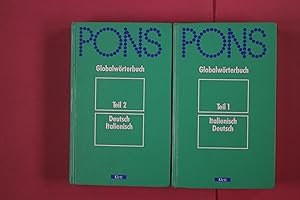 PONS
Globalwörterbuch
Teil 2
Deutsch
Italienisch
Klett
PONS
Globalwörterbuch
Teil 1
Italienisch
Deutsch
Klett